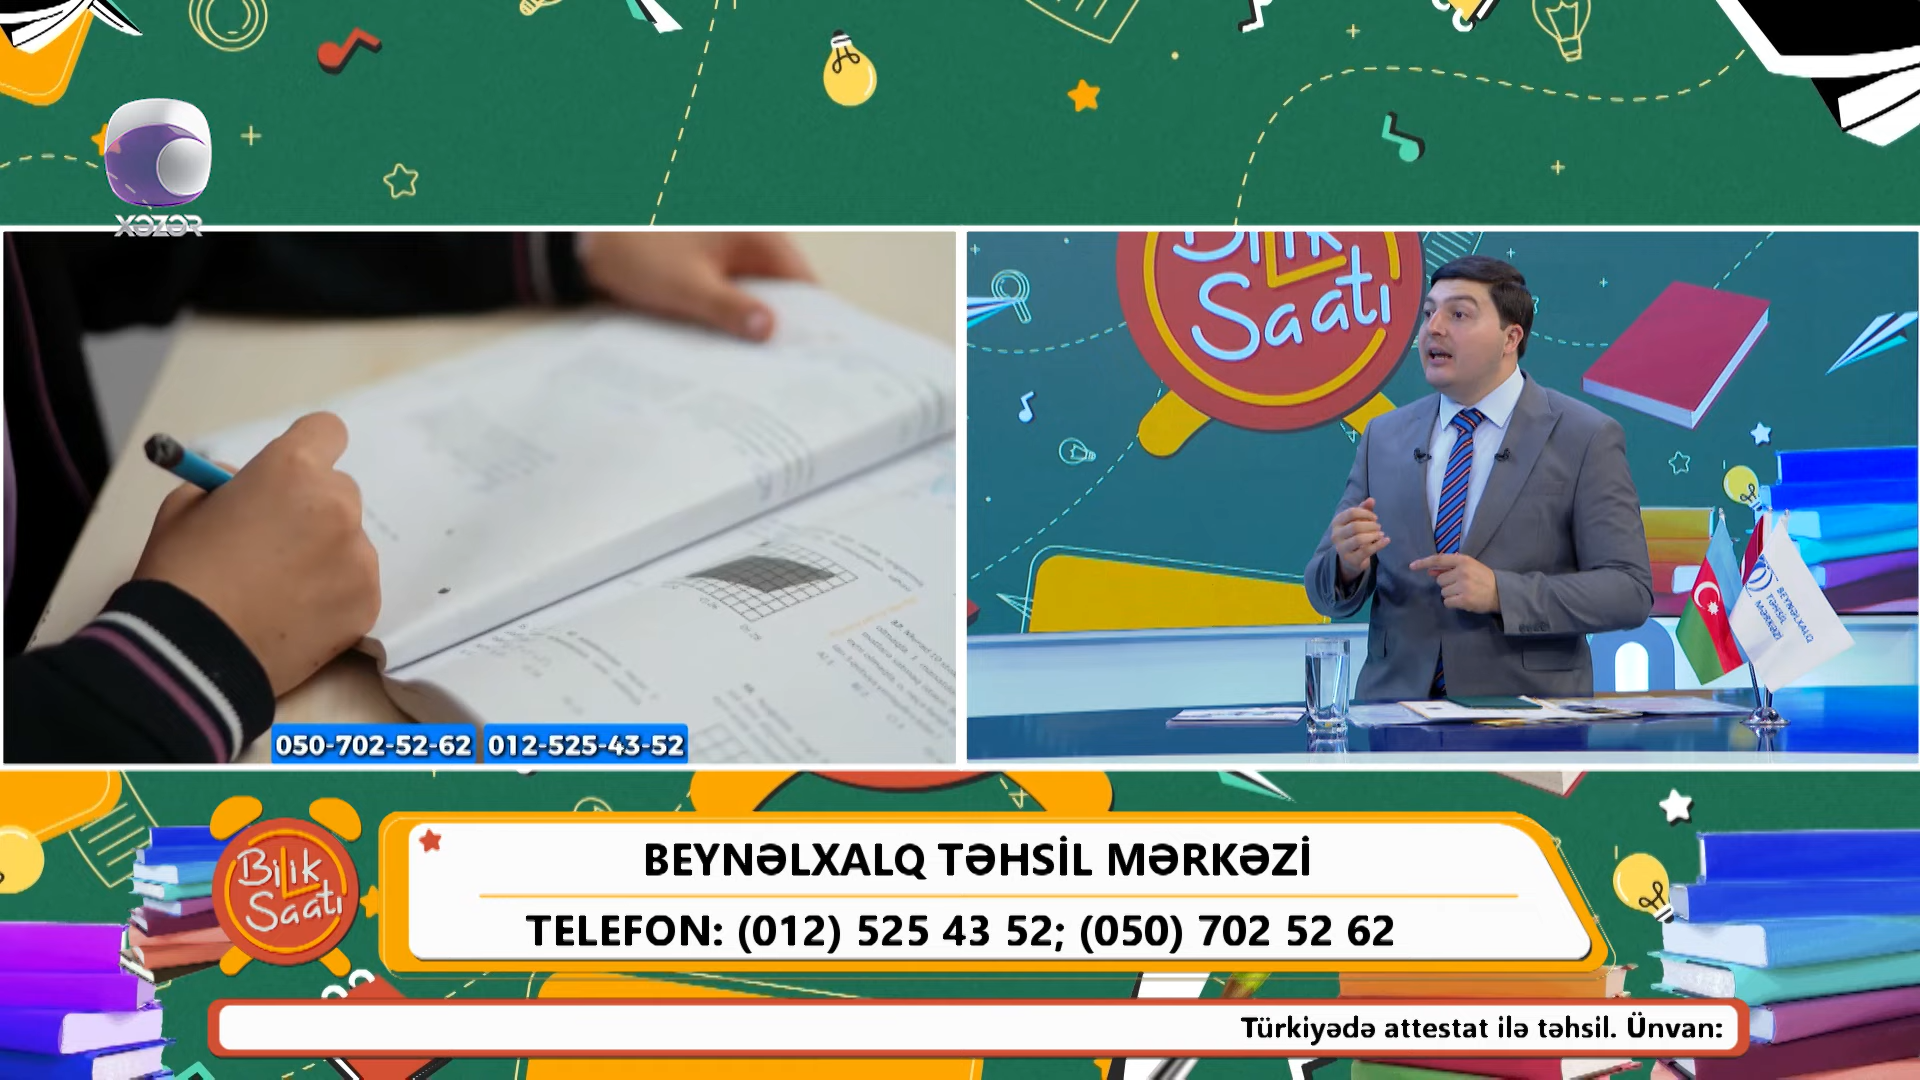 XƏZƏR
Bilik
Saatı
BEYNƏLXALQ
TƏHSİL
MƏRKƏZİ
050-702-52-62 012-525-43-52
Bilik
Saatı
BEYNƏLXALQ TƏHSİL MƏRKƏZİ
TELEFON: (012) 525 43 52; (050) 702 52 62
Türkiyədə attestat ilə təhsil. Ünvan: